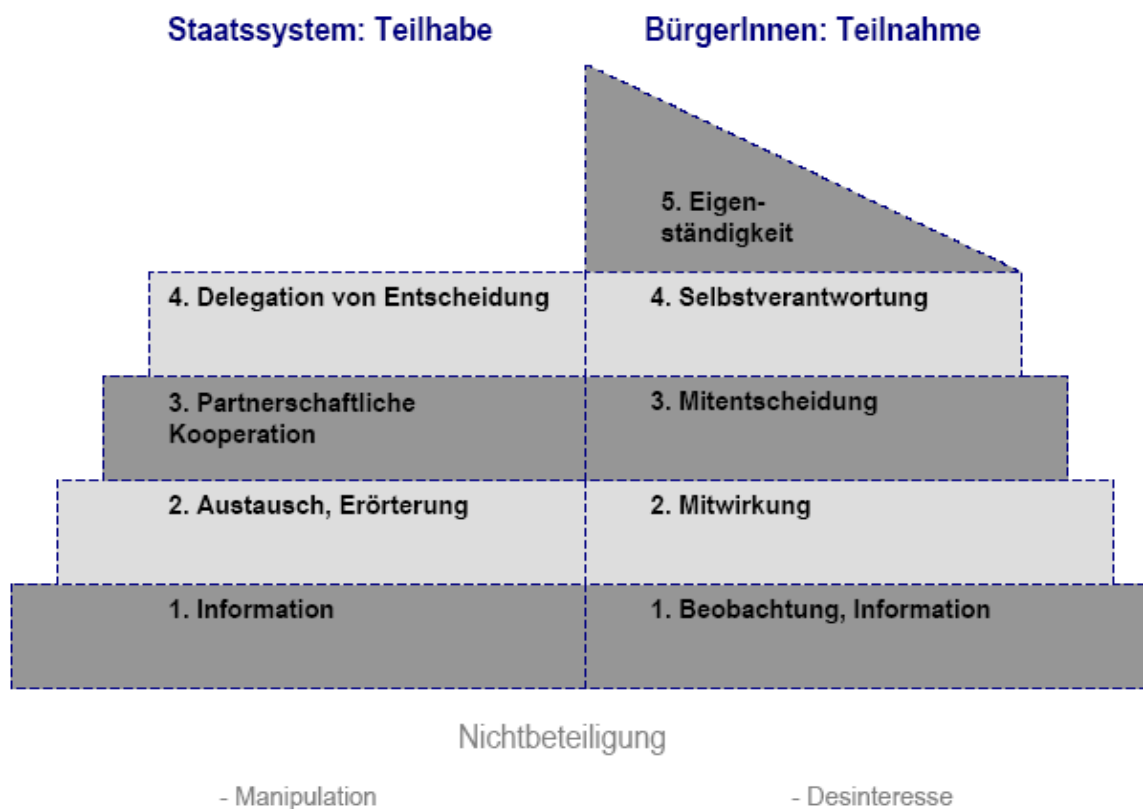 Staatssystem: Teilhabe
BürgerInnen: Teilnahme
5. Eigen-
ständigkeit
4. Delegation von Entscheidung
4. Selbstverantwortung
3. Partnerschaftliche
Kooperation
3. Mitentscheidung
2. Austausch, Erörterung
2. Mitwirkung
1. Information
1. Beobachtung, Information
Nichtbeteiligung
- Manipulation
- Desinteresse